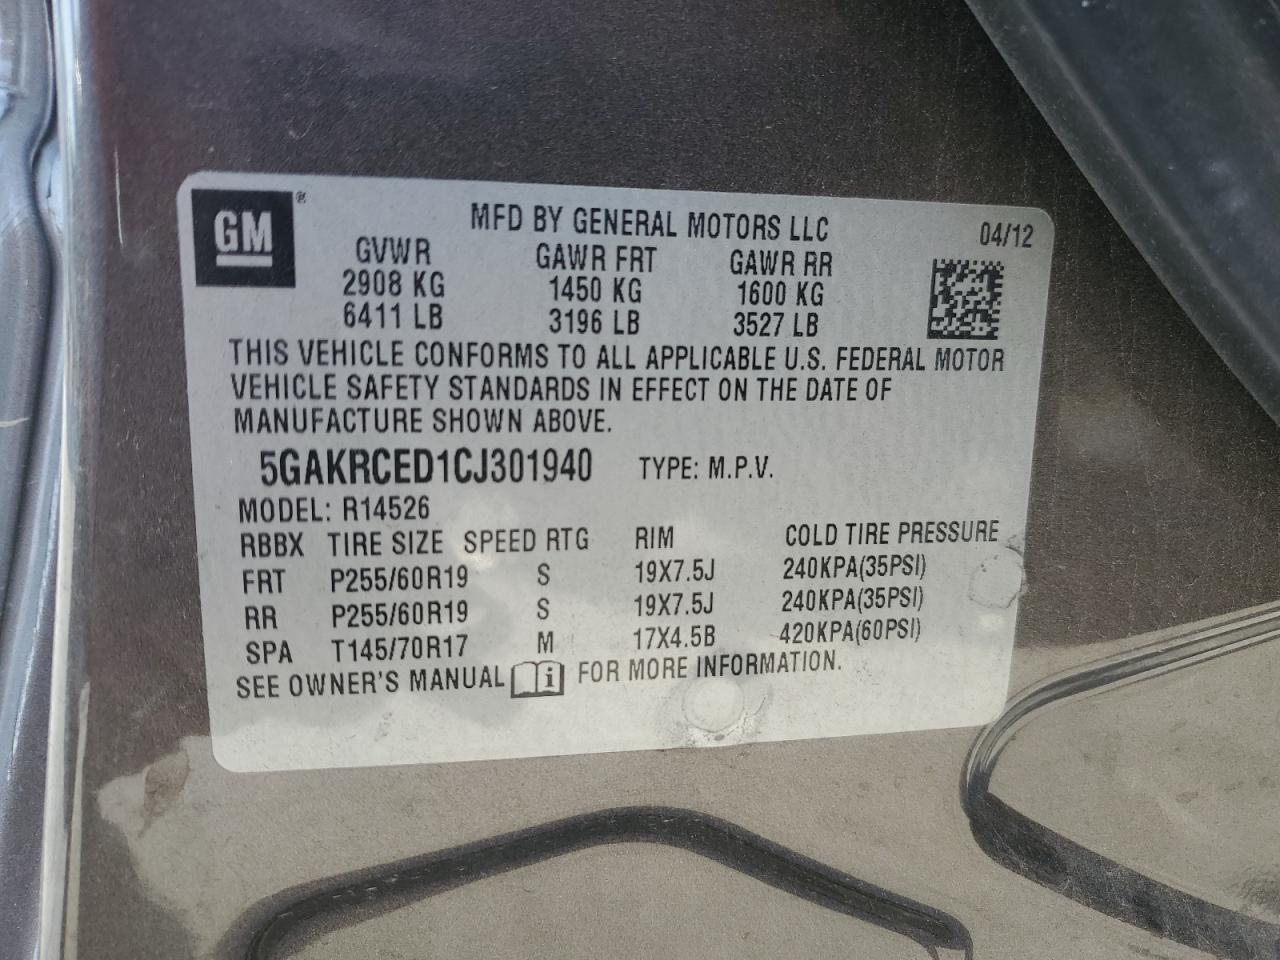 GM ®
MFD BY GENERAL MOTORS LLC 04/12
GVWR GAWR FRT GAWR RR
2908 KG 1450 KG 1600 KG
6411 LB 3196 LB 3527 LB
THIS VEHICLE CONFORMS TO ALL APPLICABLE U.S. FEDERAL MOTOR
VEHICLE SAFETY STANDARDS IN EFFECT ON THE DATE OF
MANUFACTURE SHOWN ABOVE.
5GAKRCED1CJ301940 TYPE: M.P.V.
MODEL: R14526
RBBX TIRE SIZE SPEED RTG RIM COLD TIRE PRESSURE
FRT P255/60R19 S 19X7.5J 240KPA(35PSI)
RR P255/60R19 S 19X7.5J 240KPA(35PSI)
SPA T145/70R17 M 17X4.5B 420KPA(60PSI)
SEE OWNER'S MANUAL i FOR MORE INFORMATION.